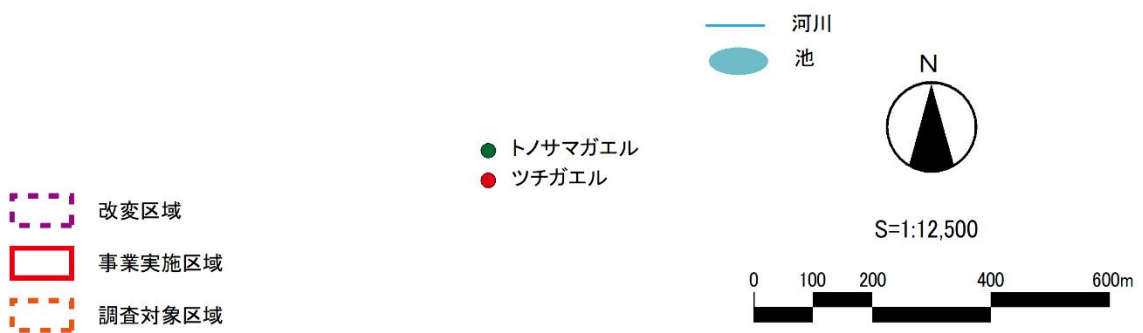 河川
池
N
トノサマガエル
ツチガエル
改変区域
事業実施区域
調査対象区域
S=1:12,500
0 100 200 400 600m